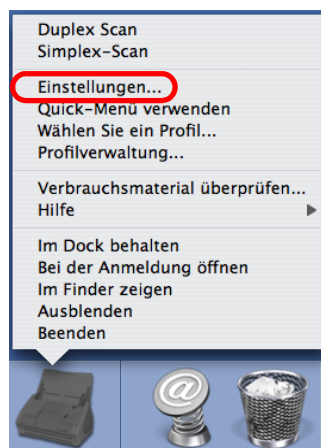 Duplex Scan
Simplex-Scan
Einstellungen...
Quick-Menü verwenden
Wählen Sie ein Profil...
Profilverwaltung...
Verbrauchsmaterial überprüfen...
Hilfe
Im Dock behalten
Bei der Anmeldung öffnen
Im Finder zeigen
Ausblenden
Beenden
@